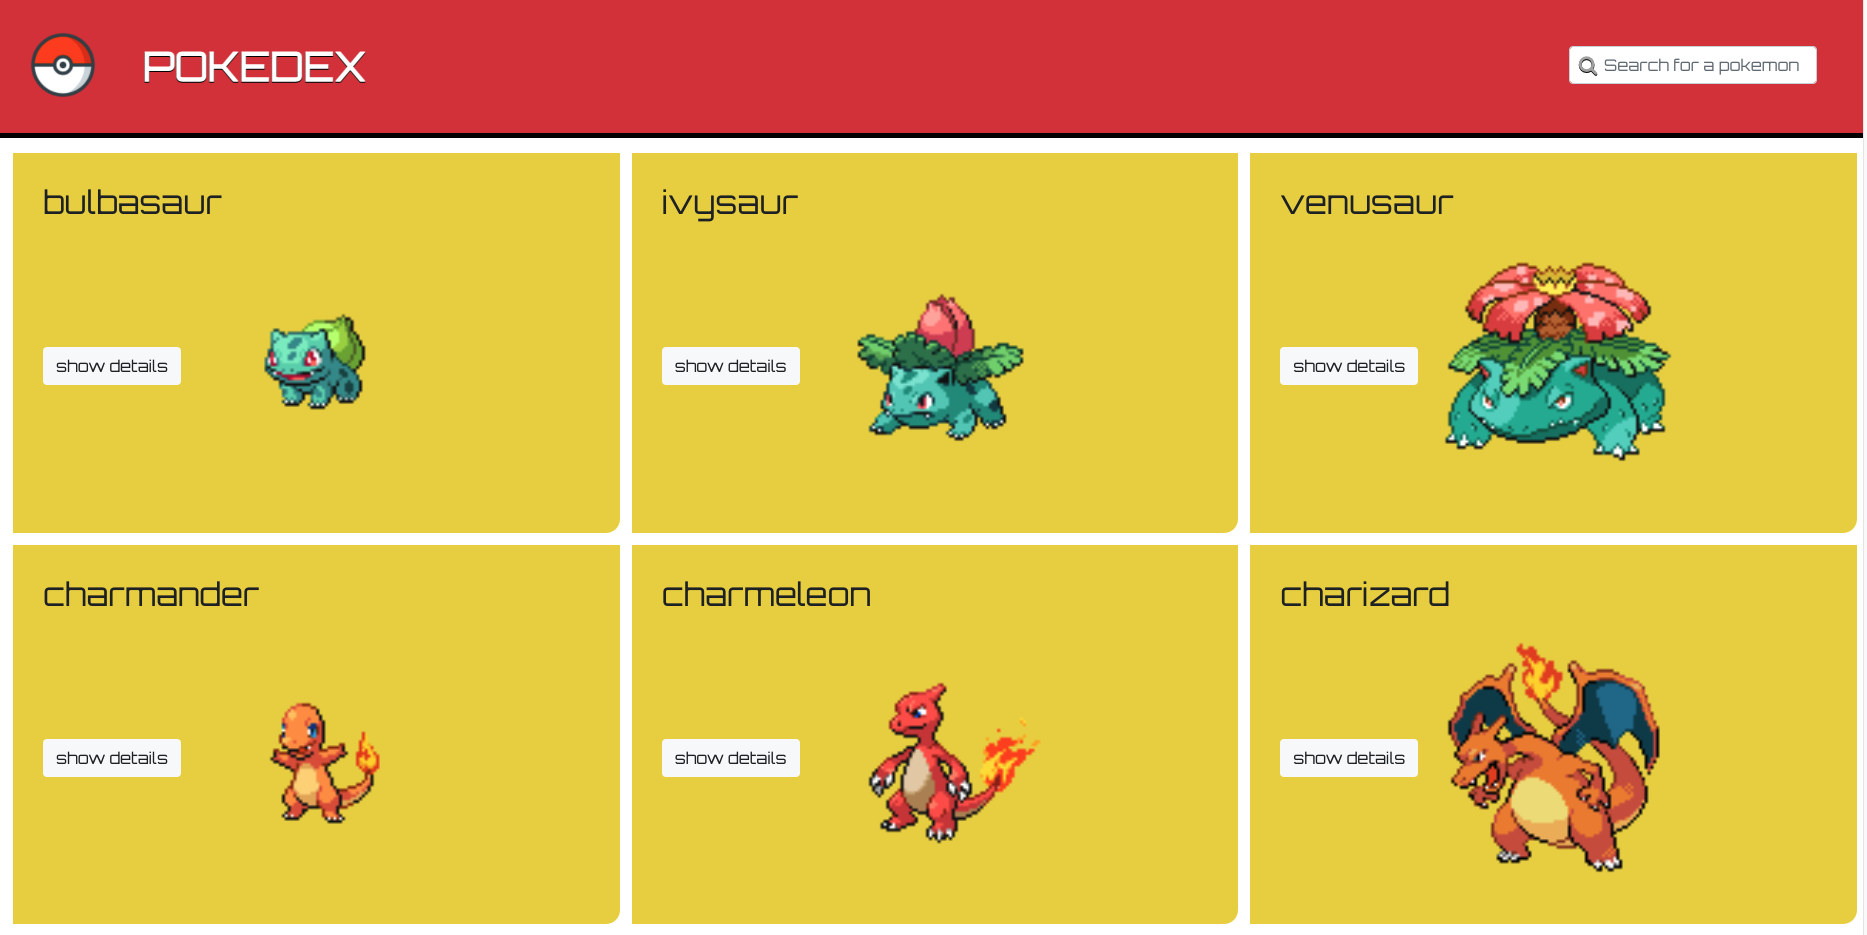 POKEDEX
Search for a pokemon
bulbasaur
ivysaur
venusaur
show details
show details
show details
charmander
charmeleon
charizard
show details
show details
show details